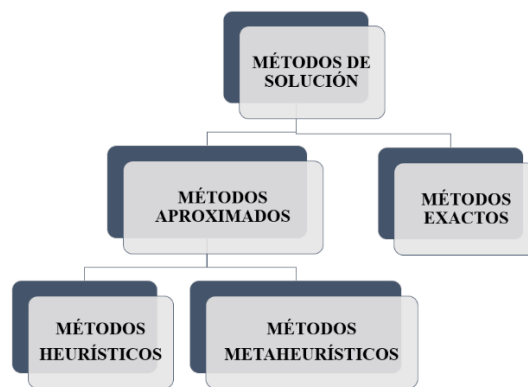 MÉTODOS DE
SOLUCIÓN
MÉTODOS
APROXIMADOS
MÉTODOS
EXACTOS
MÉTODOS
HEURÍSTICOS
MÉTODOS
METAHEURÍSTICOS